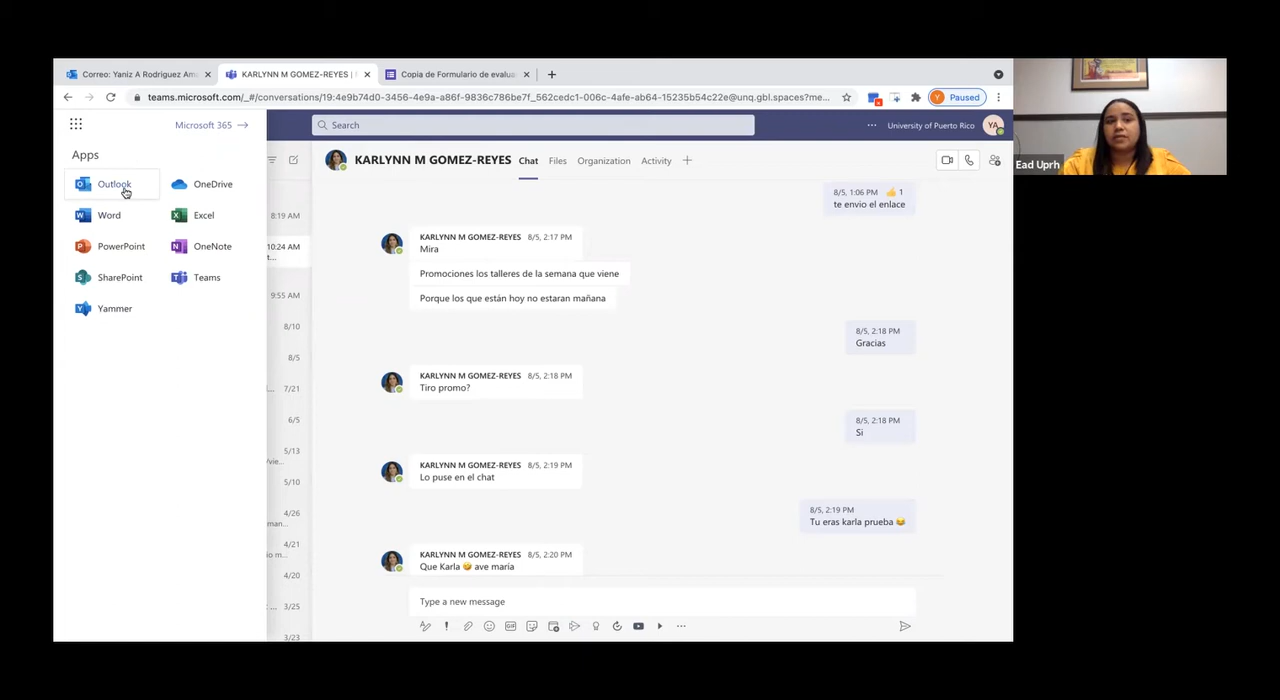 Correo: Yaniz A Rodriguez Am
KARLYNN M GOMEZ-REYES |
Copia de Formulario de evalua
teams.microsoft.com/_#/conversations/19:4e9b74d0-3456-4e9a-a86f-9836c786be7f_562cedc1-006c-4afe-ab64-15235b54c22e@unq.gbl.spaces?me...
Y Paused
Microsoft 365 →
Search
University of Puerto Rico
YA
Apps
Outlook
OneDrive
Word
Excel
PowerPoint
OneNote
SharePoint
Teams
Yammer
8:19 AM
10:24 AM
t...
9:55 AM
8/10
8/5
7/21
6/5
5/13
/vie...
5/10
4/26
man...
4/21
io m...
4/20
3/25
3/23
KARLYNN M GOMEZ-REYES Chat Files Organization Activity
8/5, 1:06 PM 👍 1
te envio el enlace
KARLYNN M GOMEZ-REYES 8/5, 2:17 PM
Mira
Promociones los talleres de la semana que viene
Porque los que están hoy no estaran mañana
8/5, 2:18 PM
Gracias
KARLYNN M GOMEZ-REYES 8/5, 2:18 PM
Tiro promo?
8/5, 2:18 PM
Si
KARLYNN M GOMEZ-REYES 8/5, 2:19 PM
Lo puse en el chat
8/5, 2:19 PM
Tu eras karla prueba 😂
KARLYNN M GOMEZ-REYES 8/5, 2:20 PM
Que Karla 🤣 ave maría
Type a new message
Ead Uprh